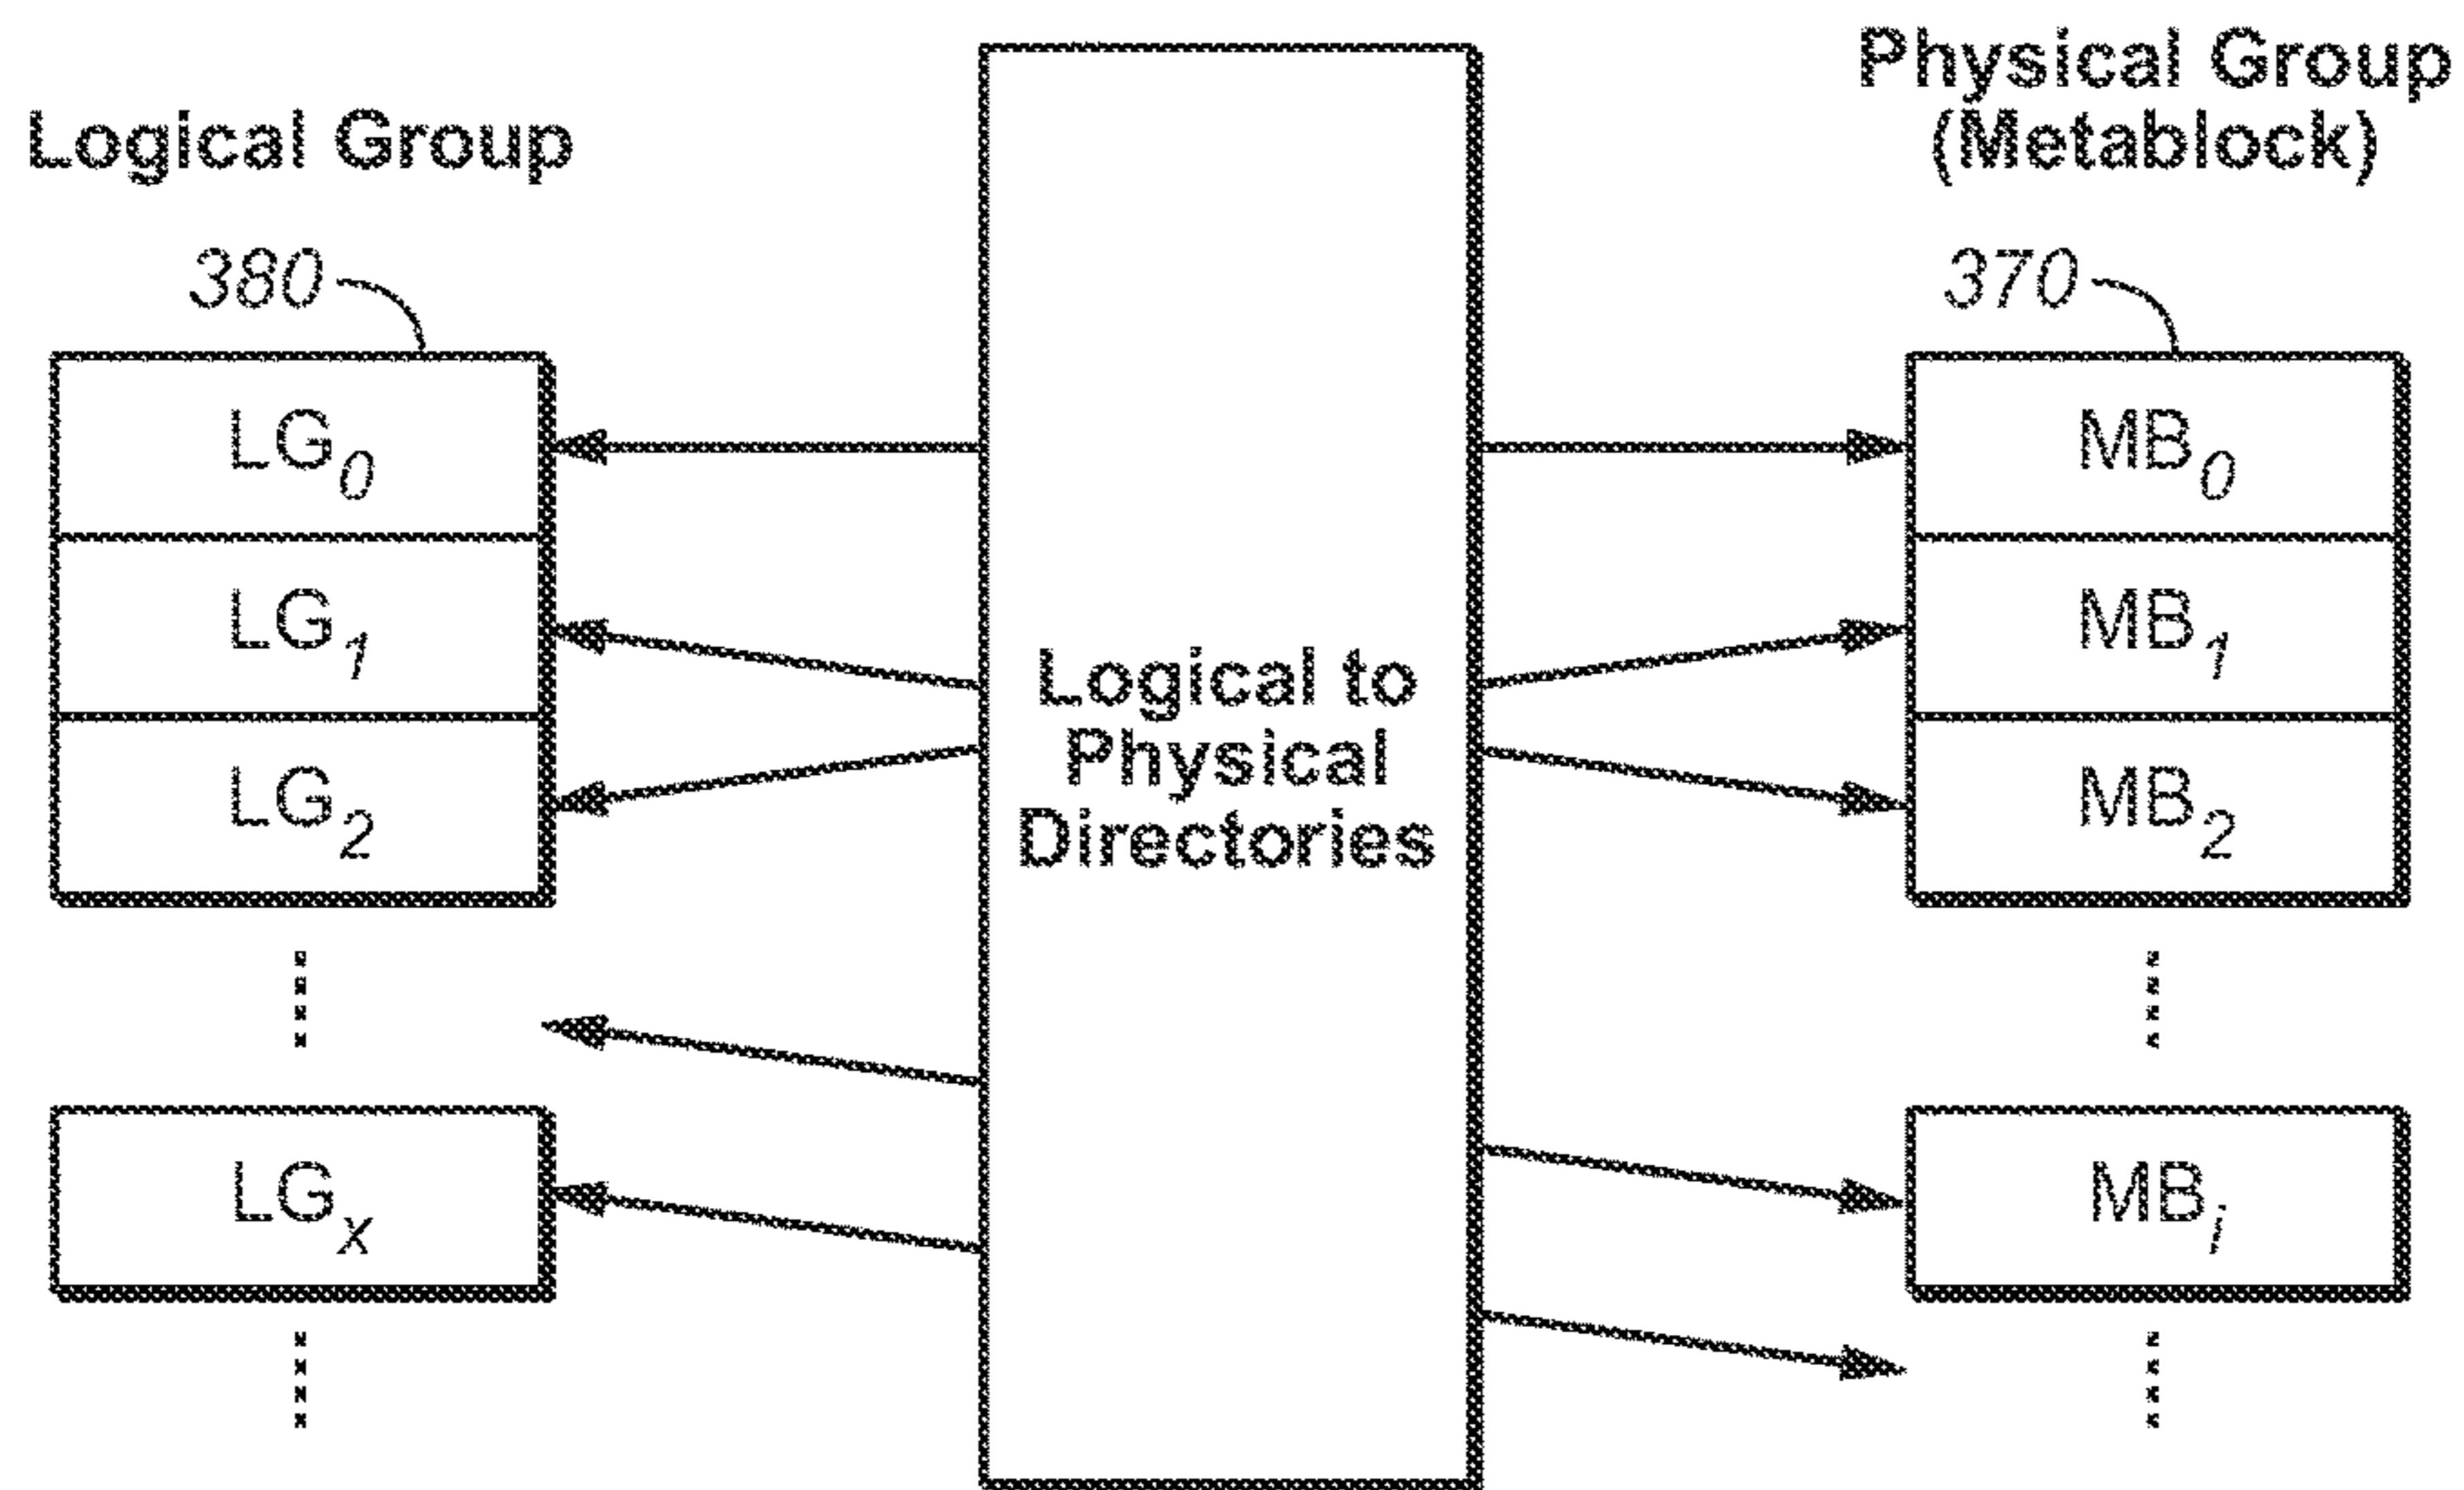 Logical Group
380
LG0
LG1
LG2
LGx
Logical to
Physical
Directories
Physical Group
(Metablock)
370
MB0
MB1
MB2
MBi